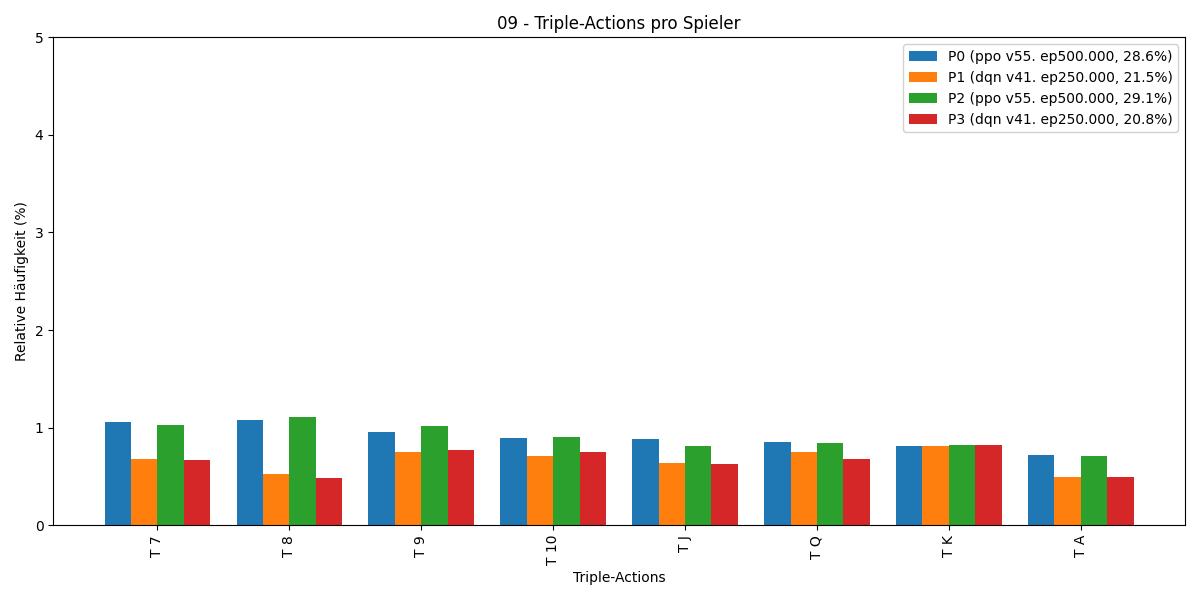 09 - Triple-Actions pro Spieler
P0 (ppo v55. ep500.000, 28.6%)
P1 (dqn v41. ep250.000, 21.5%)
P2 (ppo v55. ep500.000, 29.1%)
P3 (dqn v41. ep250.000, 20.8%)
Relative Häufigkeit (%)
5
4
3
2
1
0
T 7
T 8
T 9
T 10
T J
T Q
T K
T A
Triple-Actions